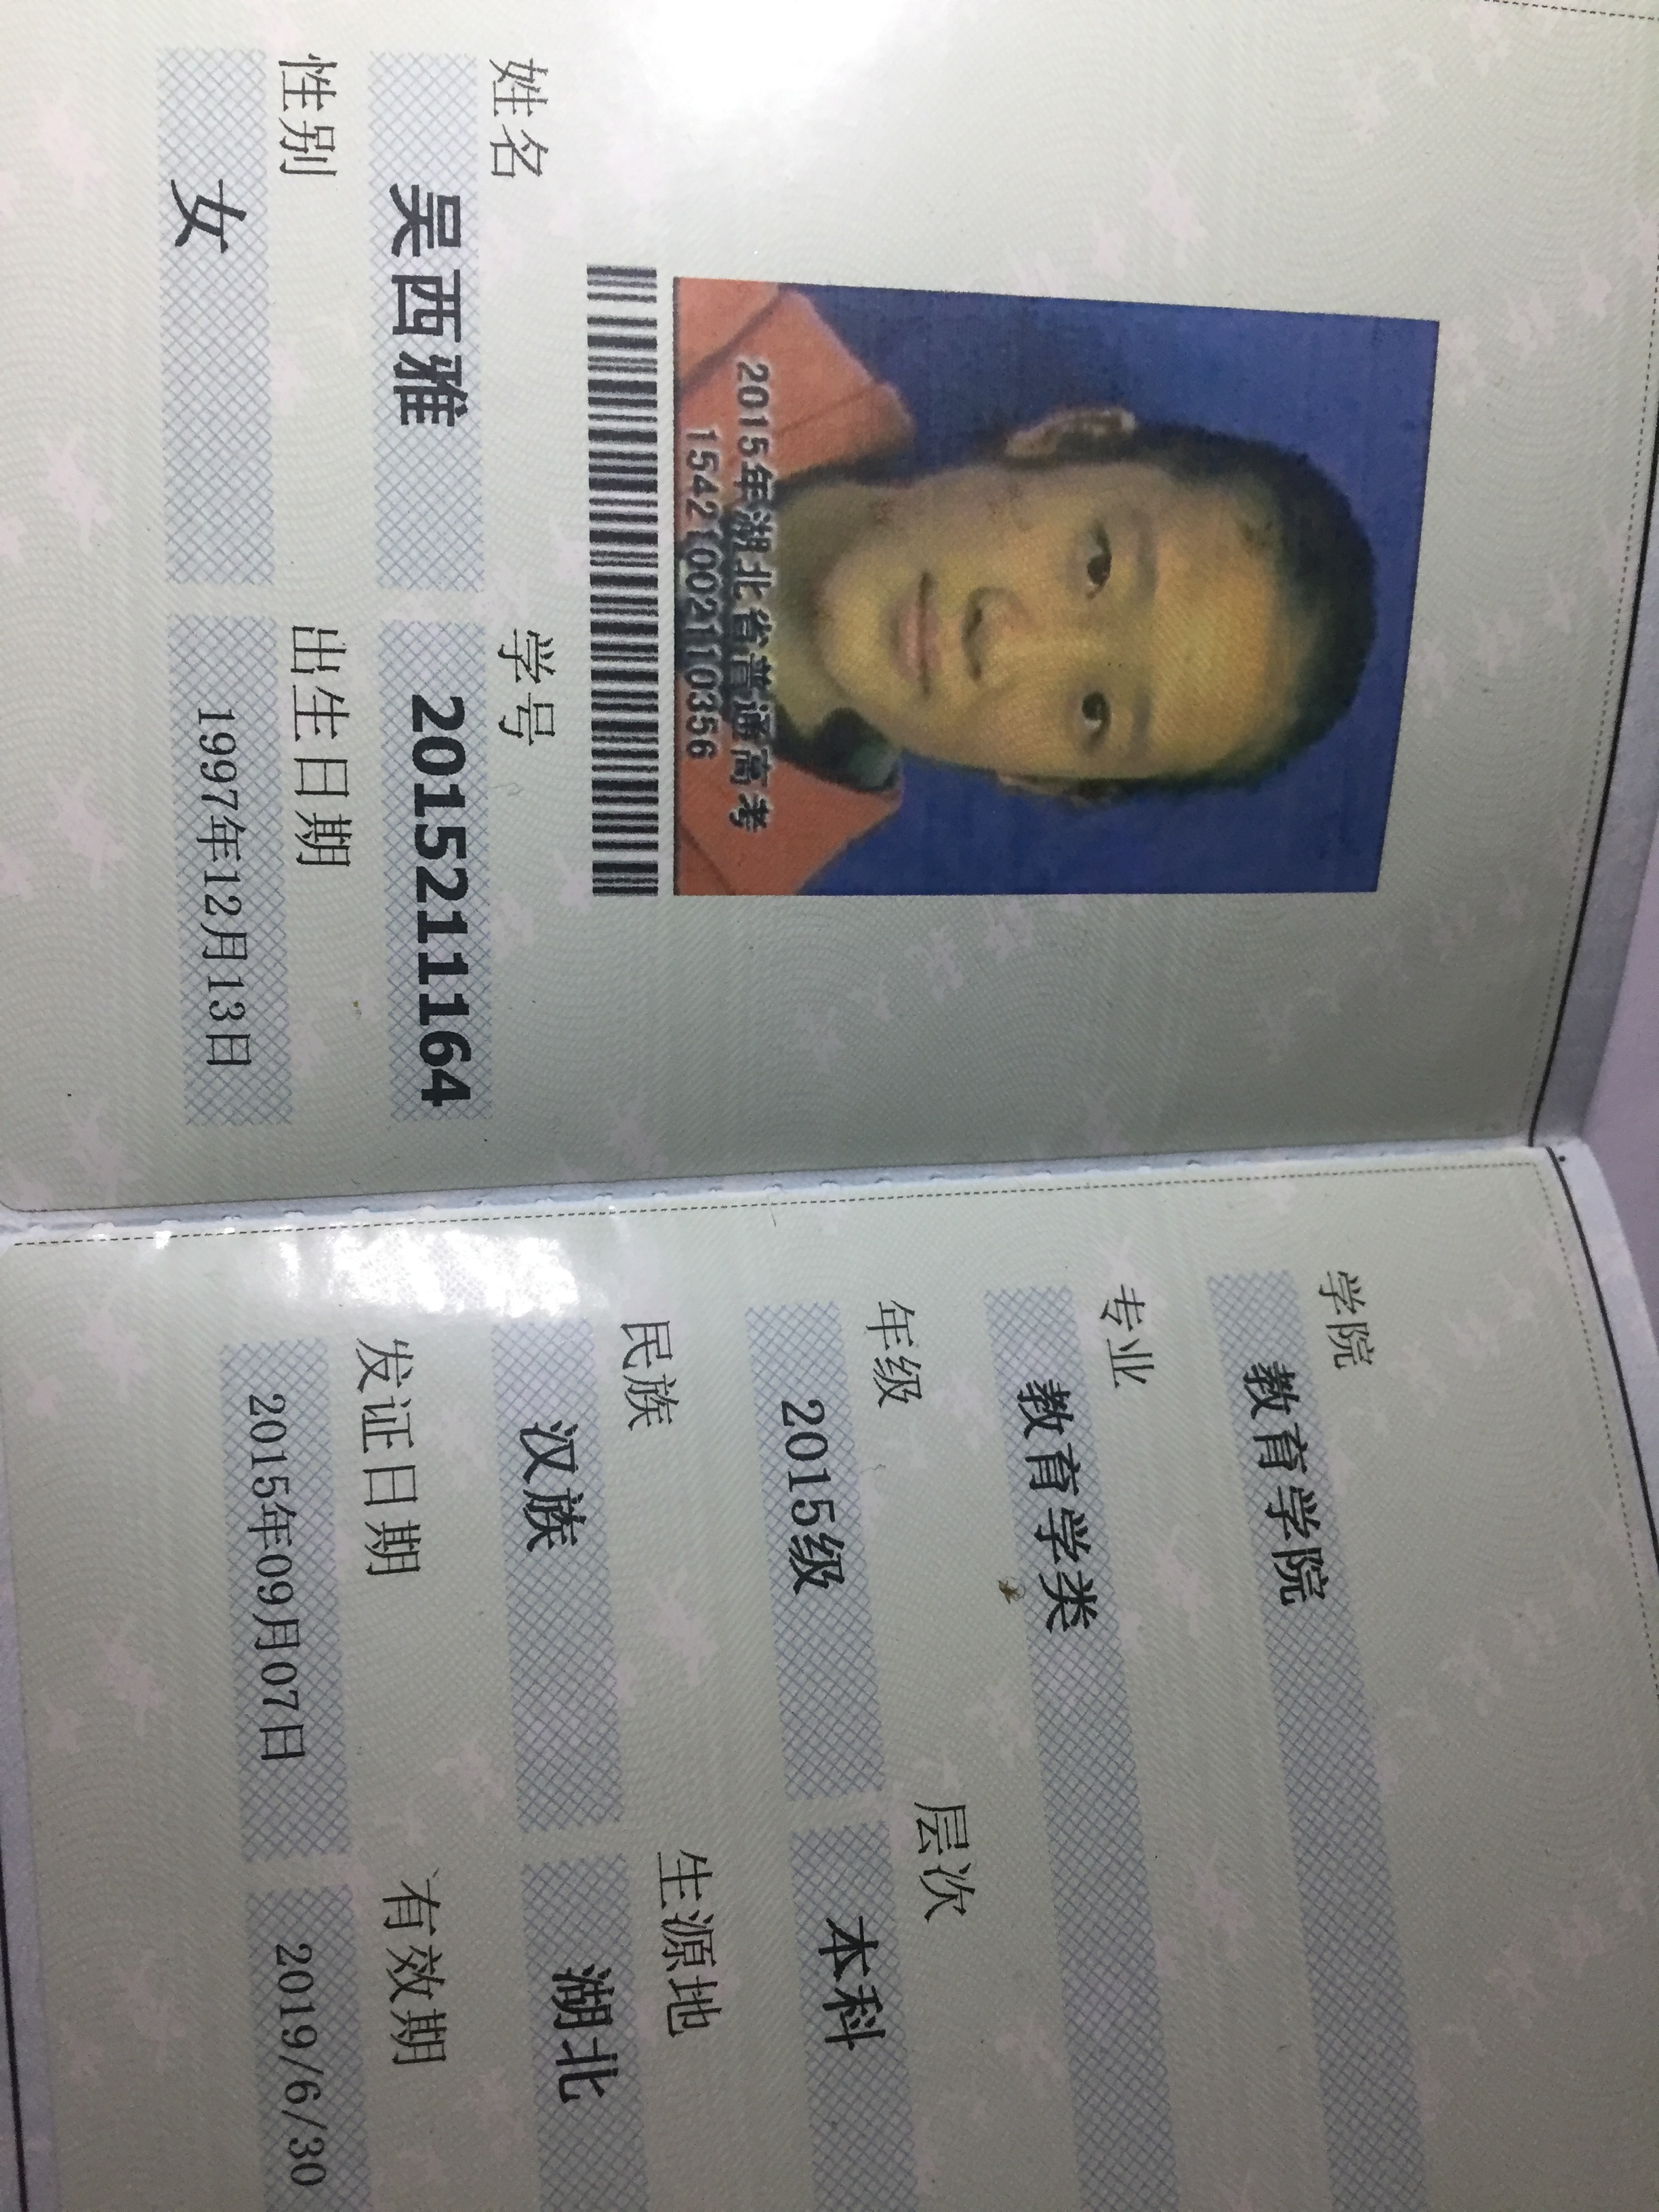 2015年湖北省普通高考
15421002110356
姓名
吴西雅
学号
2015211164
性别
女
出生日期
1997年12月13日
学院
教育学院
专业
教育学类
年级
2015级
层次
本科
民族
汉族
生源地
湖北
发证日期
2015年09月07日
有效期
2019/6/30